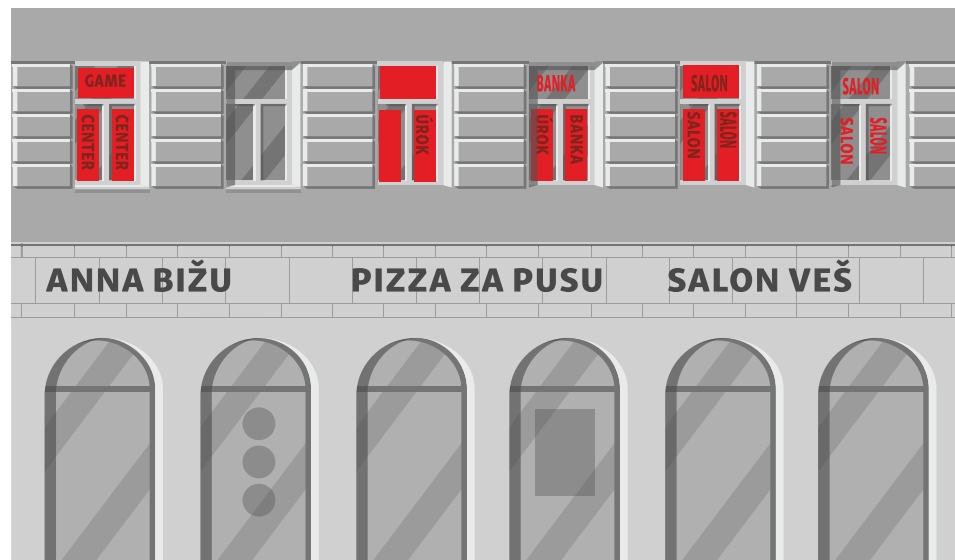 GAME
CENTER CENTER
ÚROK
BANKA
ÚROK BANKA
SALON
SALON SALON
SALON
SALON SALON
ANNA BIŽU PIZZA ZA PUSU SALON VEŠ